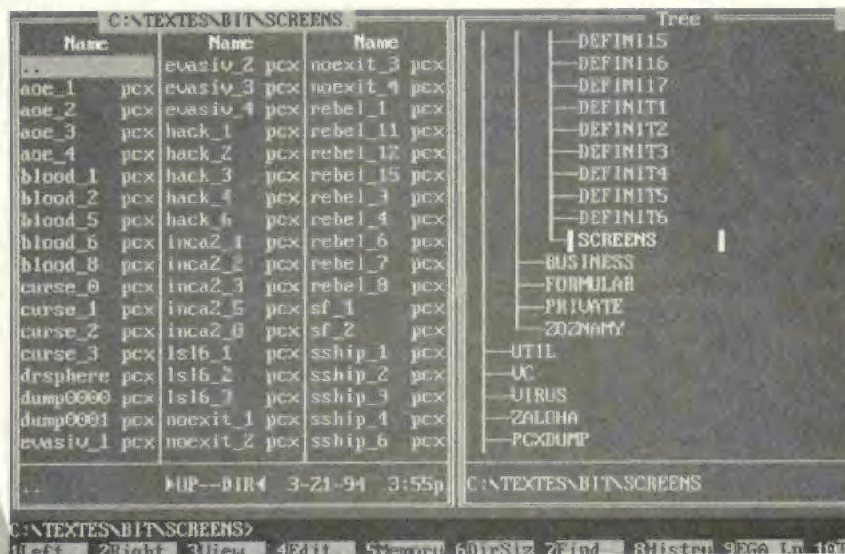 C:\TEXTES\BIT\SCREENS
Name Name Name
.. evasiv_2 pcx noexit_3 pcx
aoe_1 pcx evasiv_3 pcx noexit_4 pcx
aoe_2 pcx evasiv_4 pcx rebel_1 pcx
aoe_3 pcx hack_1 pcx rebel_11 pcx
aoe_4 pcx hack_2 pcx rebel_12 pcx
blood_1 pcx hack_3 pcx rebel_15 pcx
blood_2 pcx hack_4 pcx rebel_3 pcx
blood_5 pcx hack_6 pcx rebel_4 pcx
blood_6 pcx inca2_1 pcx rebel_6 pcx
blood_8 pcx inca2_2 pcx rebel_7 pcx
curse_0 pcx inca2_3 pcx rebel_8 pcx
curse_1 pcx inca2_5 pcx sf_1 pcx
curse_2 pcx inca2_8 pcx sf_2 pcx
curse_3 pcx lsl6_1 pcx sship_1 pcx
drsphere pcx lsl6_2 pcx sship_2 pcx
dump0000 pcx lsl6_3 pcx sship_3 pcx
dump0001 pcx noexit_1 pcx sship_4 pcx
evasiv_1 pcx noexit_2 pcx sship_6 pcx
.. ►UP--DIR◄ 3-21-94 3:55p
Tree
DEFINI15
DEFINI16
DEFINI17
DEFINIT1
DEFINIT2
DEFINIT3
DEFINIT4
DEFINIT5
DEFINIT6
SCREENS
BUSINESS
FORMULAR
PRIVATE
ZOZNAMY
UTIL
VC
VIRUS
ZALOHA
PCXDUMP
C:\TEXTES\BIT\SCREENS
C:\TEXTES\BIT\SCREENS>
1Left 2Right 3View 4Edit 5Memory 6DirSiz 7Find 8Histry 9EGA Ln 10T